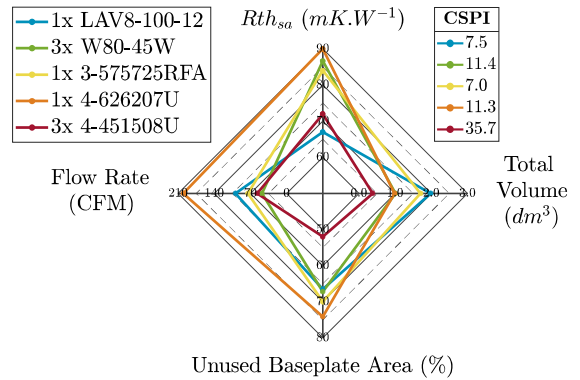 1x LAV8-100-12
3x W80-45W
1x 3-575725RFA
1x 4-626207U
3x 4-451508U
Rth_sa (mK.W^-1)
CSPI
7.5
11.4
7.0
11.3
35.7
90
80
70
60
Flow Rate
(CFM)
210 140 70 0 0.0 1.0 2.0 3.0
Total
Volume
(dm^3)
50
60
70
80
Unused Baseplate Area (%)